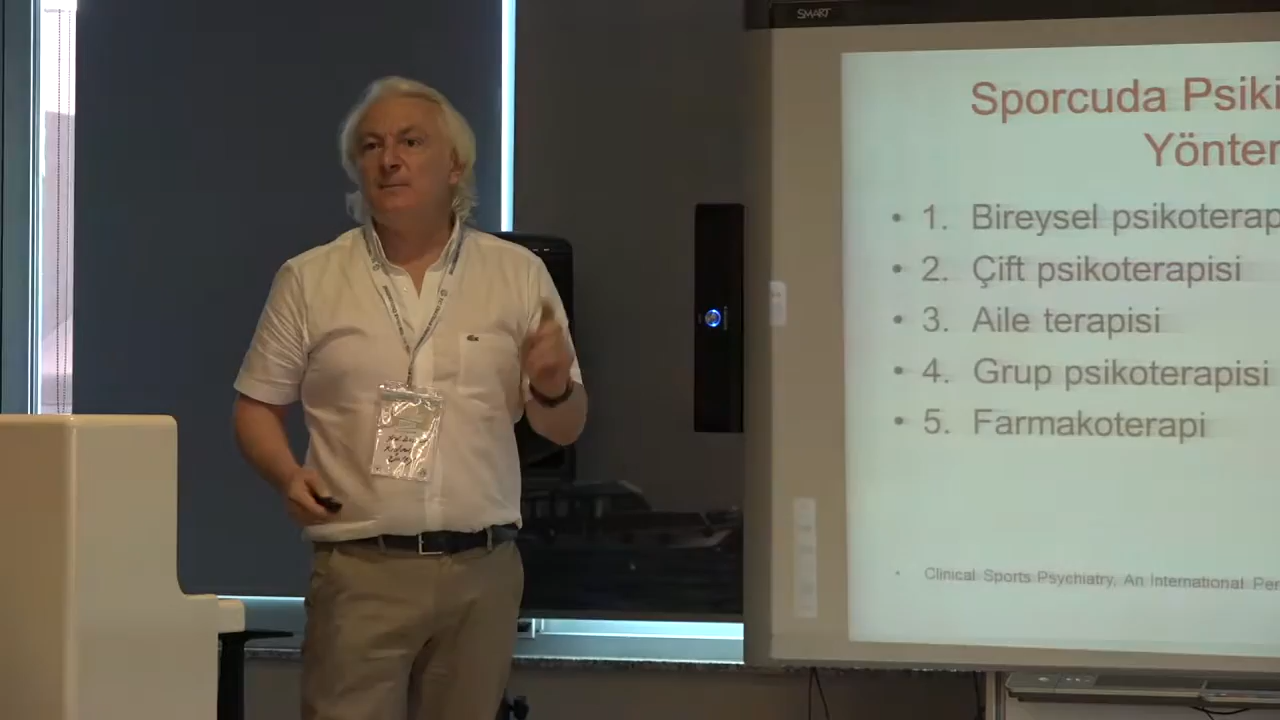 SMART
Sporcuda Psiki
Yönter
• 1. Bireysel psikoterap
• 2. Çift psikoterapisi
• 3. Aile terapisi
• 4. Grup psikoterapisi
• 5. Farmakoterapi
• Clinical Sports Psychiatry, An International Per